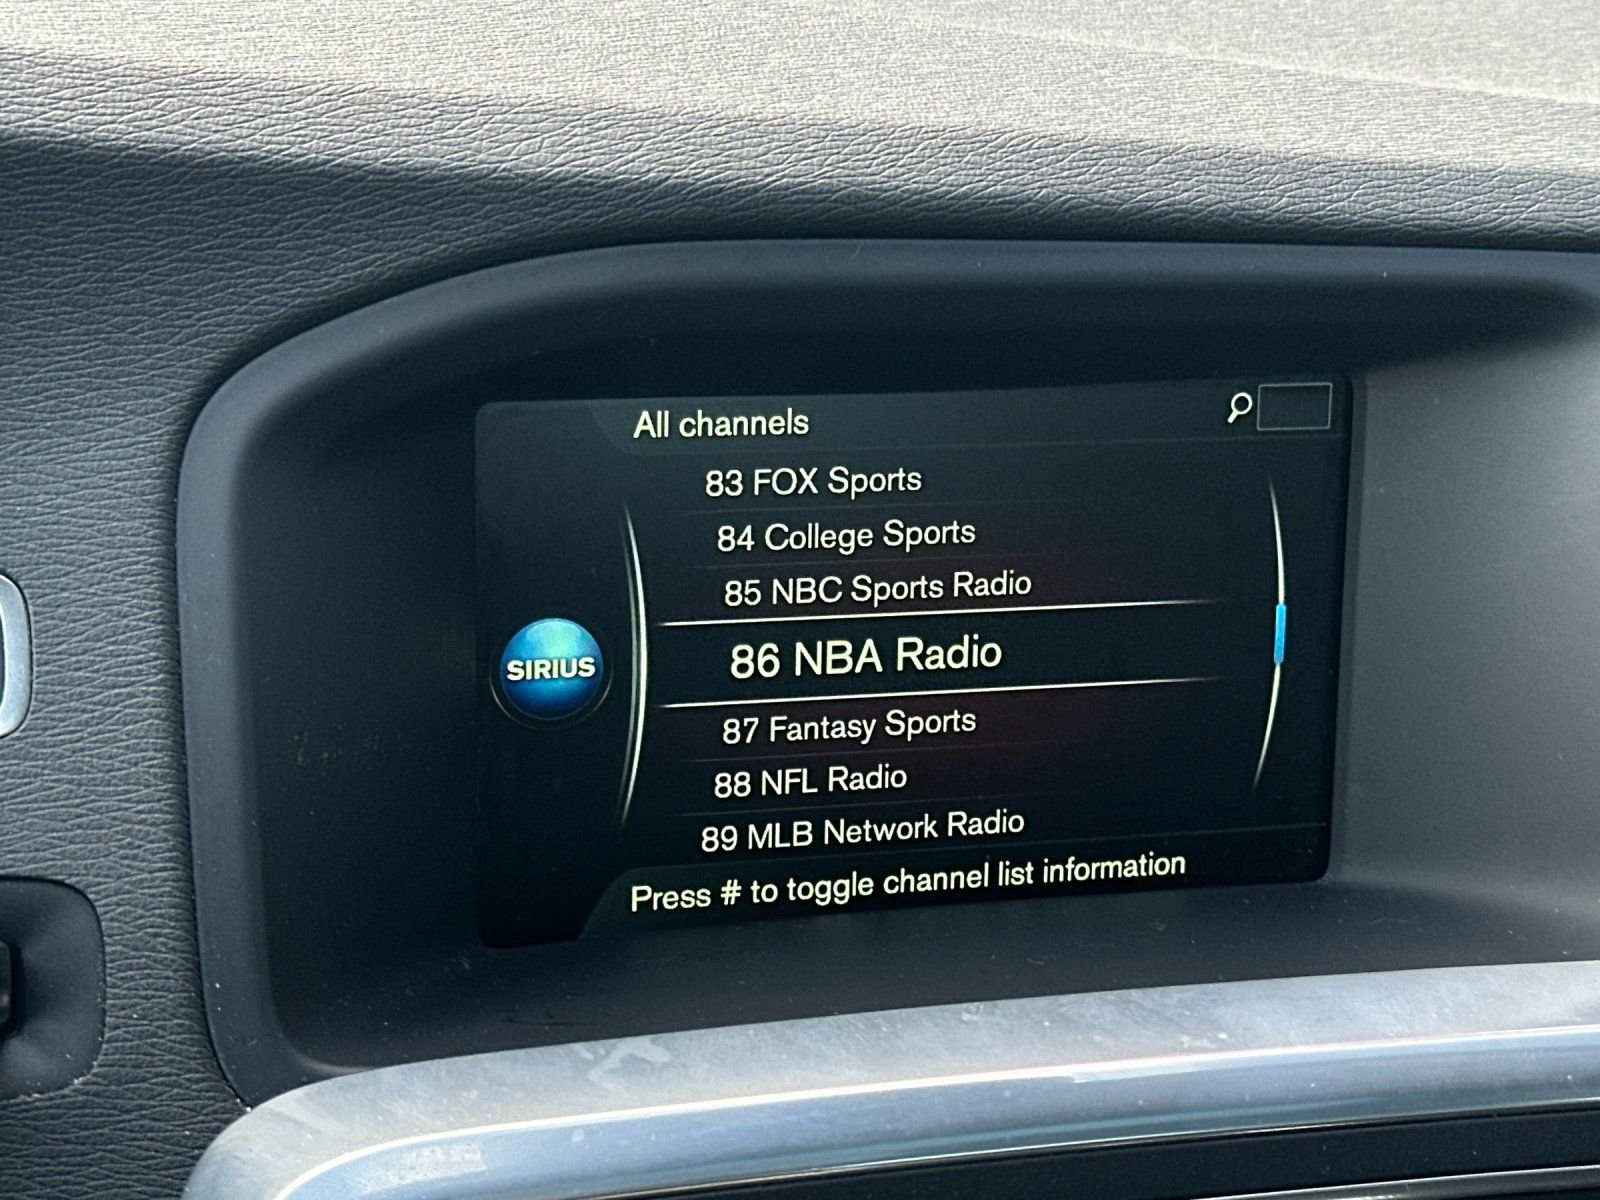 All channels
83 FOX Sports
84 College Sports
85 NBC Sports Radio
SIRIUS
86 NBA Radio
87 Fantasy Sports
88 NFL Radio
89 MLB Network Radio
Press # to toggle channel list information